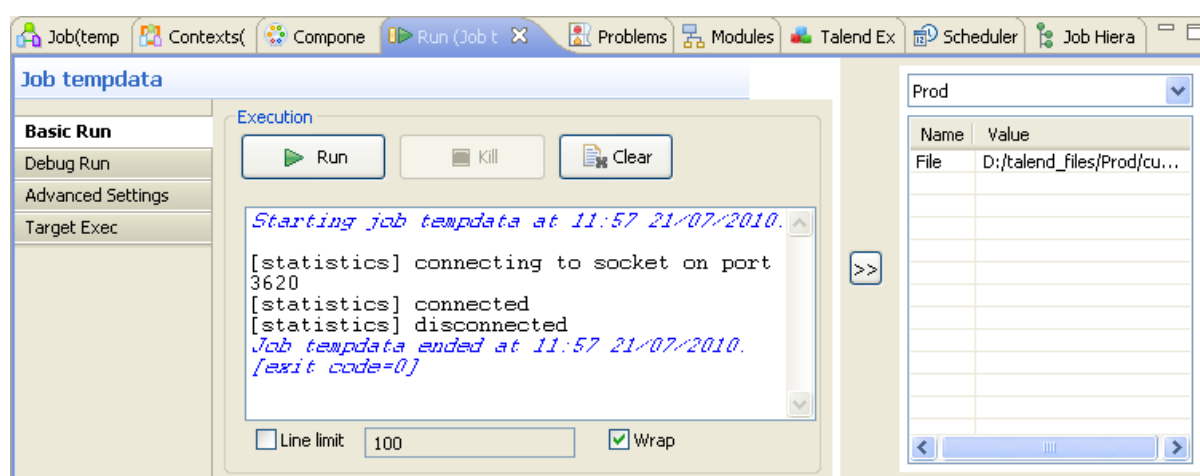 Job(temp Contexts( Compone Run (Job t Problems Modules Talend Ex Scheduler Job Hiera
Job tempdata
Basic Run
Debug Run
Advanced Settings
Target Exec
Execution
Run Kill Clear
Starting job tempdata at 11:57 21/07/2010.
[statistics] connecting to socket on port
3620
[statistics] connected
[statistics] disconnected
Job tempdata ended at 11:57 21/07/2010.
[exit code=0]
Line limit 100 Wrap
>>
Prod
Name Value
File D:/talend_files/Prod/cu...